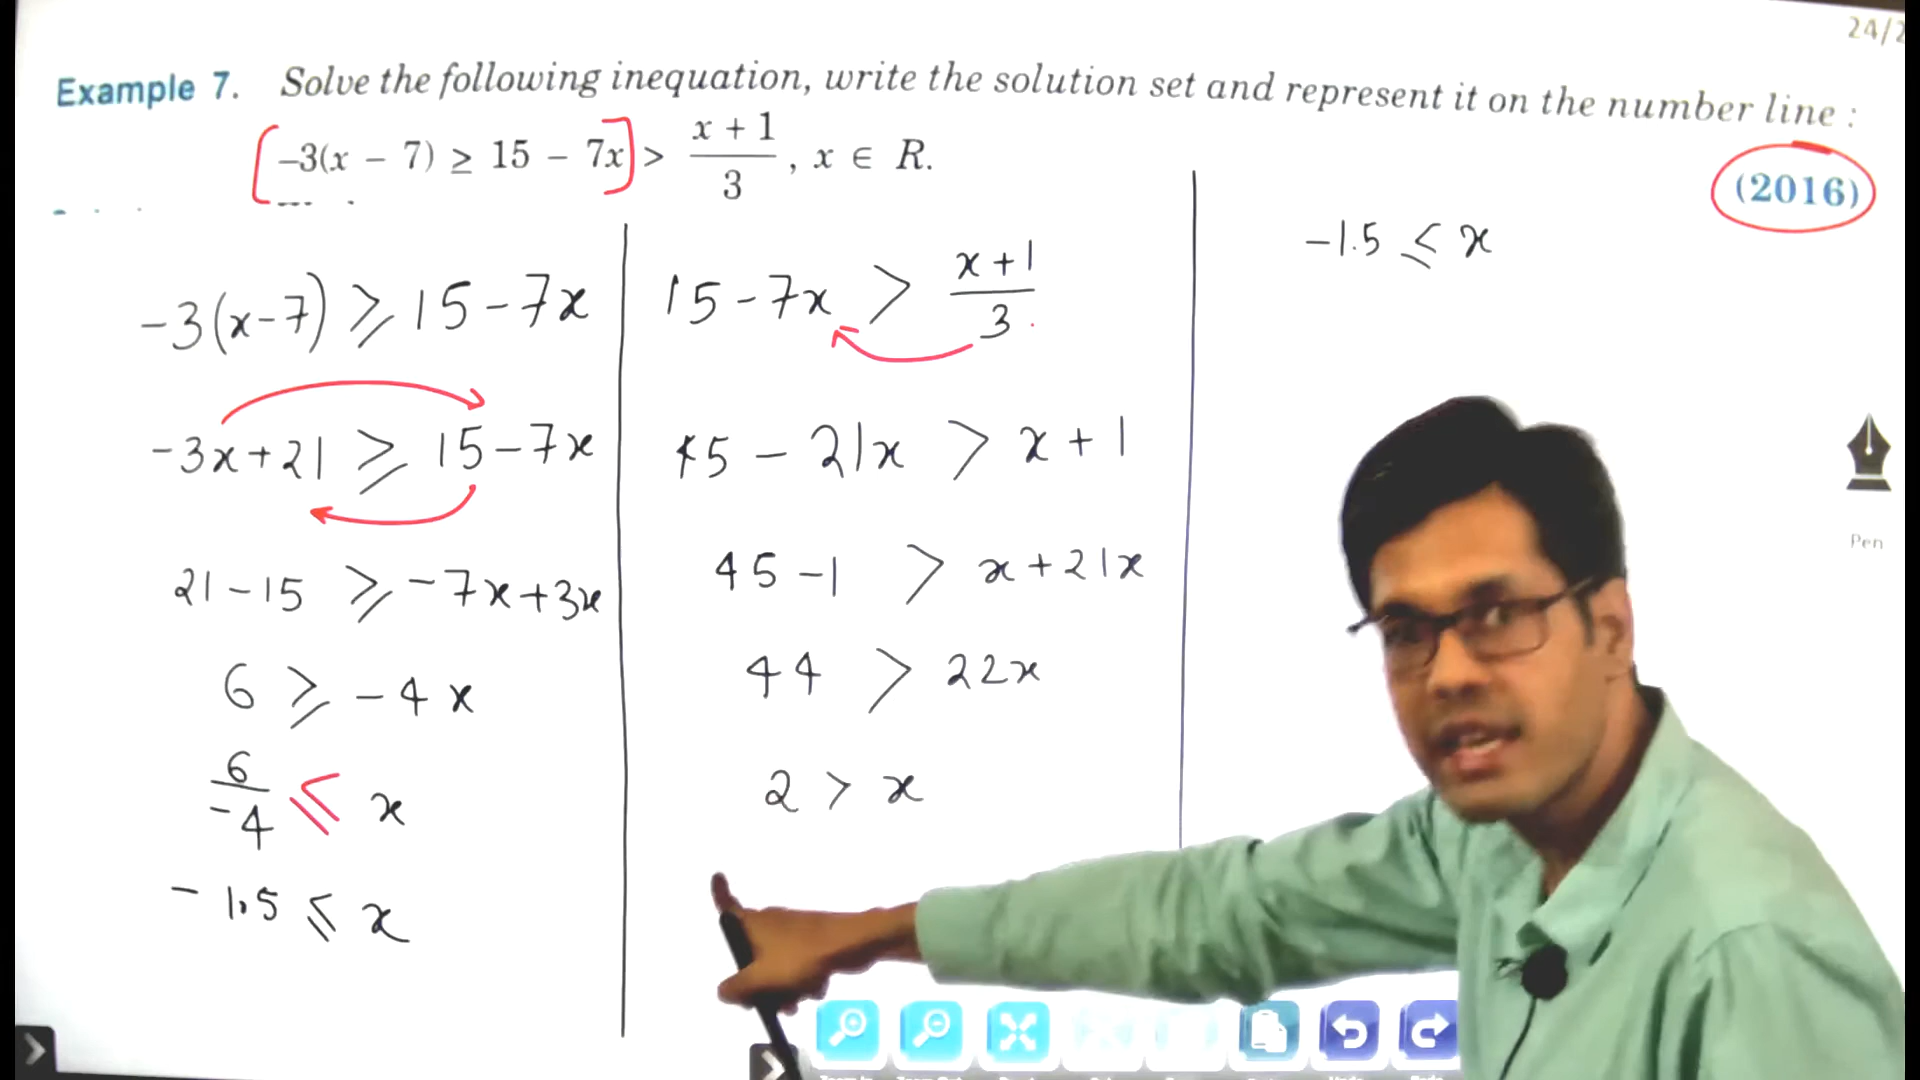 24/2
Example 7. Solve the following inequation, write the solution set and represent it on the number line :
-3(x – 7) ≥ 15 – 7x > (x + 1)/3 , x ∈ R.
(2016)
-3(x-7) ≥ 15-7x
-3x+21 ≥ 15-7x
21-15 ≥ -7x+3x
6 ≥ -4x
6/-4 ≤ x
-1.5 ≤ x
15-7x > (x+1)/3
45 - 21x > x+1
45-1 > x+21x
44 > 22x
2 > x
-1.5 ≤ x
Pen